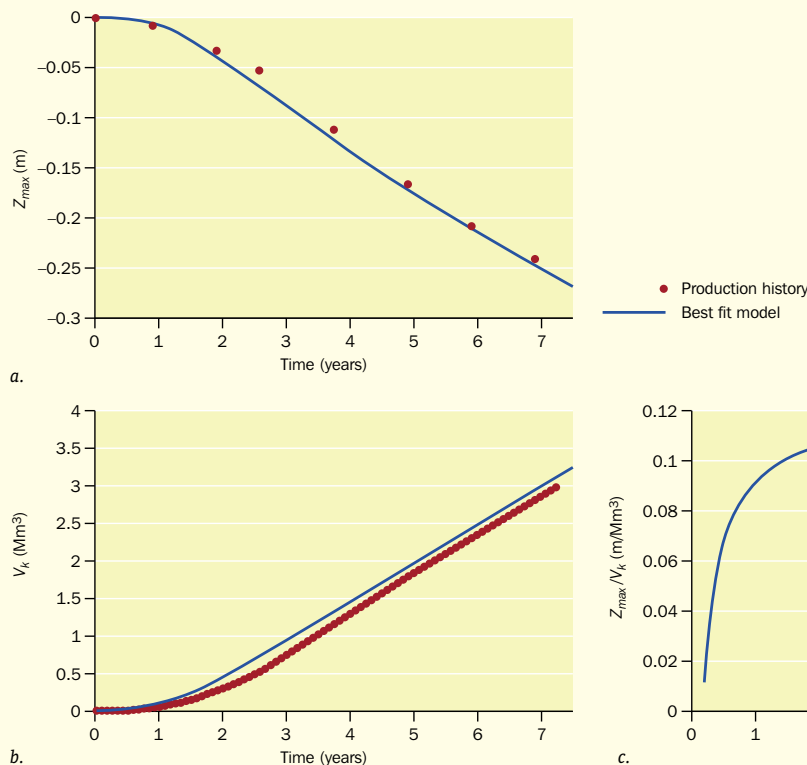 0
−0.05
−0.1
−0.15
−0.2
−0.25
−0.3
Z_max (m)
0 1 2 3 4 5 6 7
Time (years)
a.
Production history
Best fit model
4
3.5
3
2.5
2
1.5
1
0.5
0
V_k (Mm³)
0 1 2 3 4 5 6 7
Time (years)
b.
0.12
0.1
0.08
0.06
0.04
0.02
0
Z_max/V_k (m/Mm³)
0 1
c.